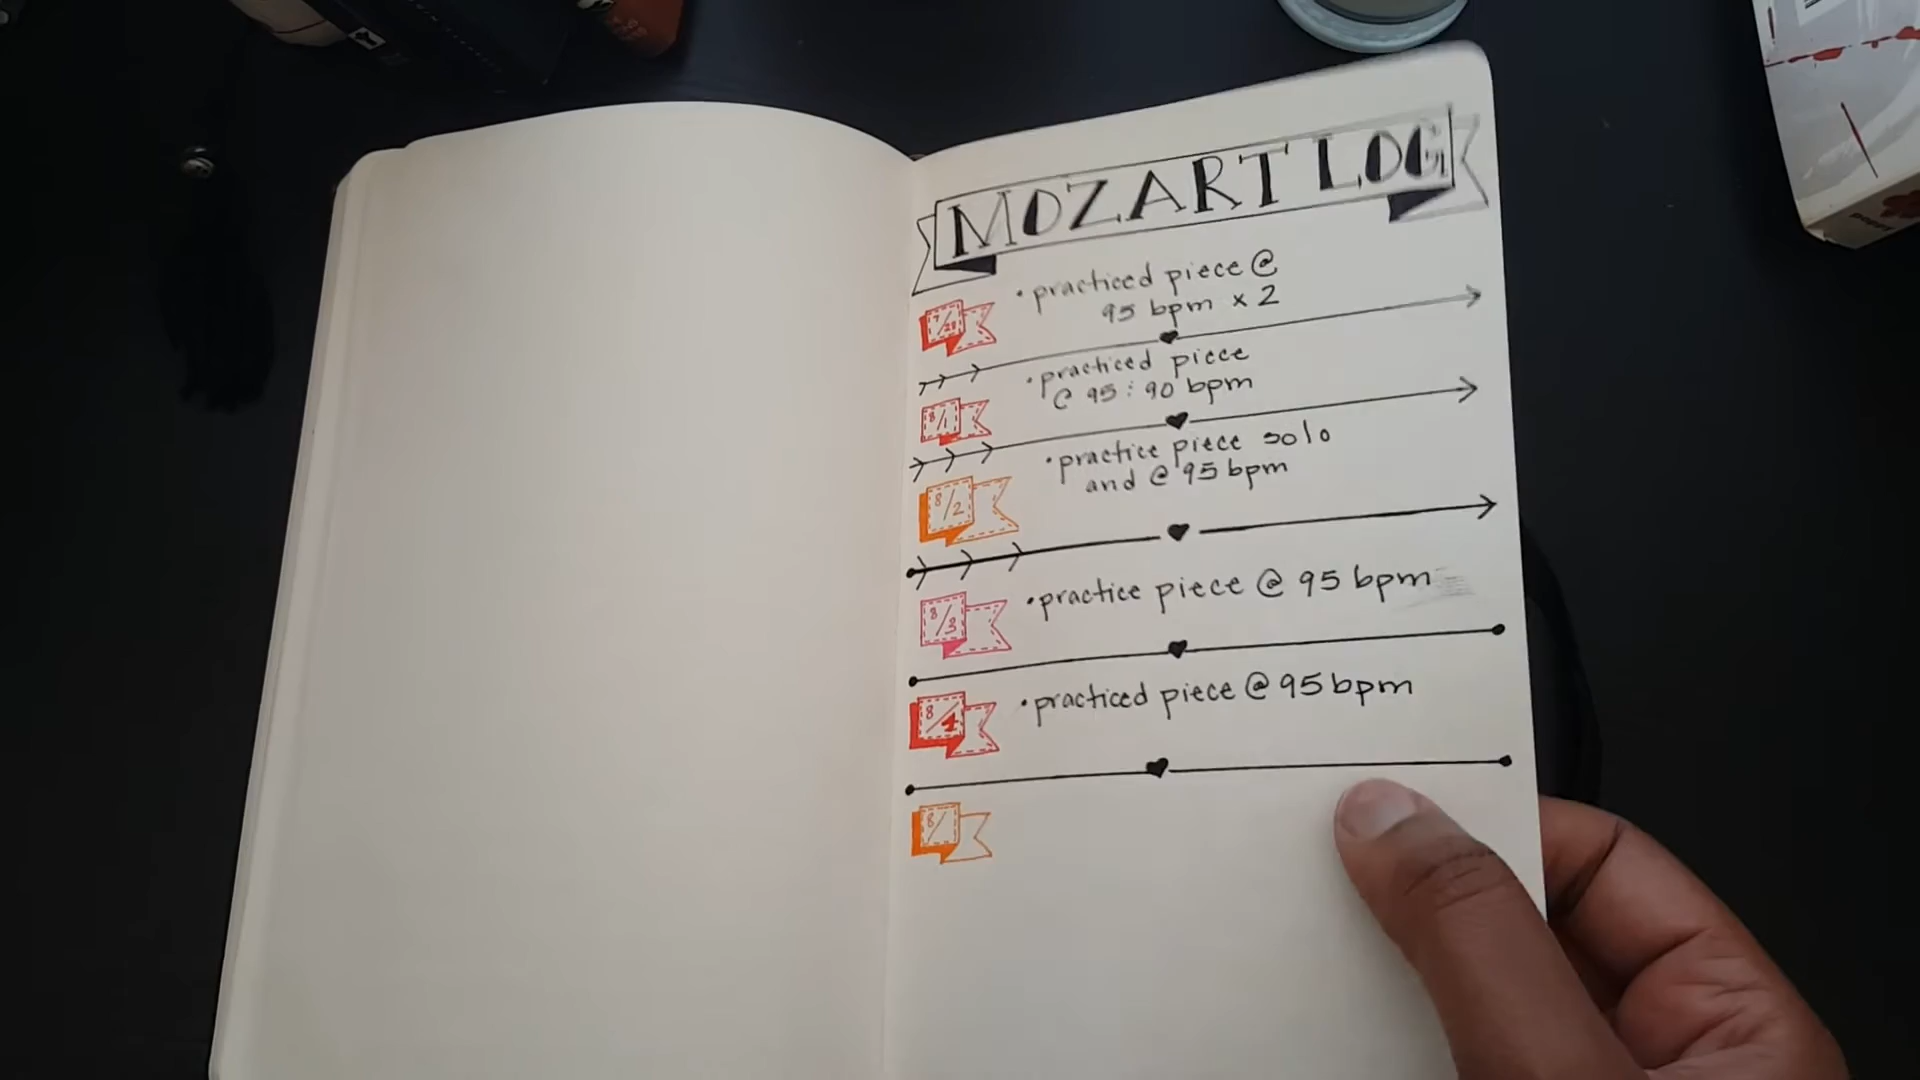 MOZART LOG
7/28
• practiced piece @
95 bpm x 2
8/1
• practiced piece
@ 95 : 90 bpm
8/2
• practice piece solo
and @ 95 bpm
8/3
• practice piece @ 95 bpm
8/4
• practiced piece @ 95 bpm
8/